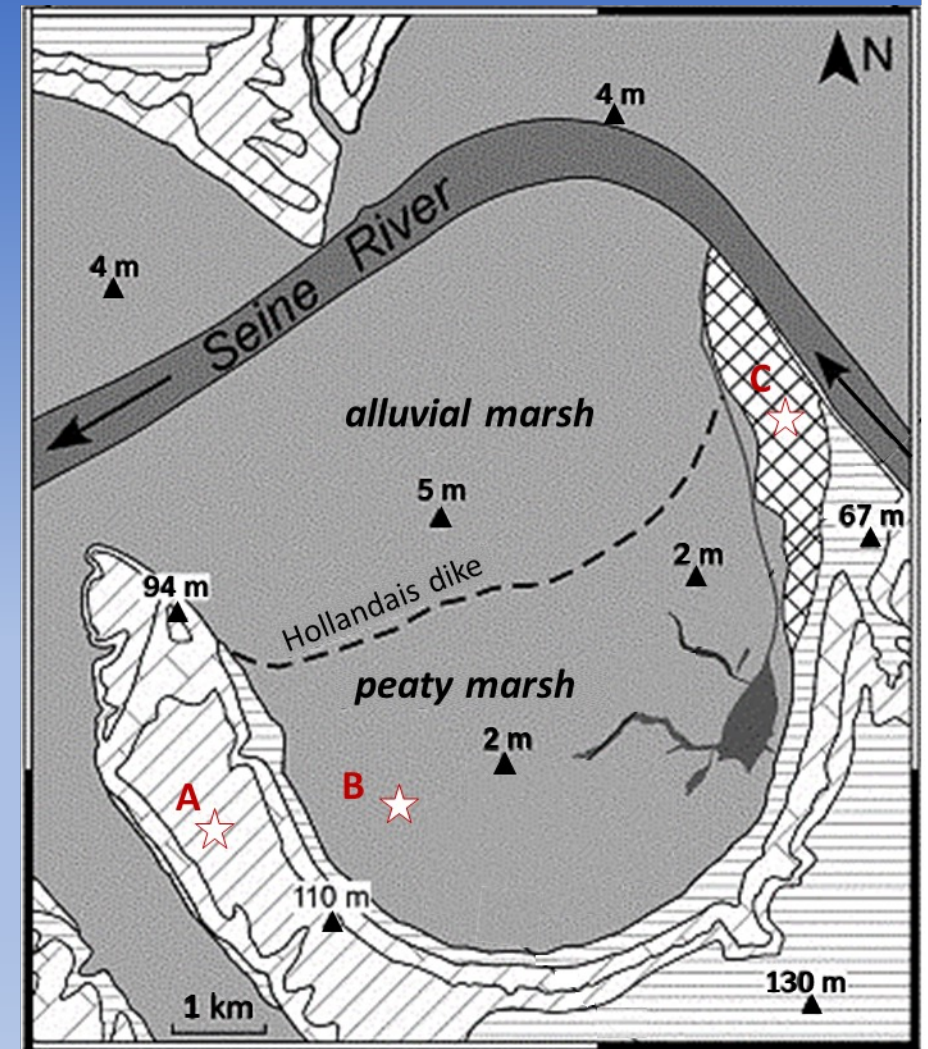 N
4 m
Seine River
4 m
C
alluvial marsh
5 m
67 m
2 m
Hollandais dike
94 m
peaty marsh
2 m
B
A
110 m
130 m
1 km